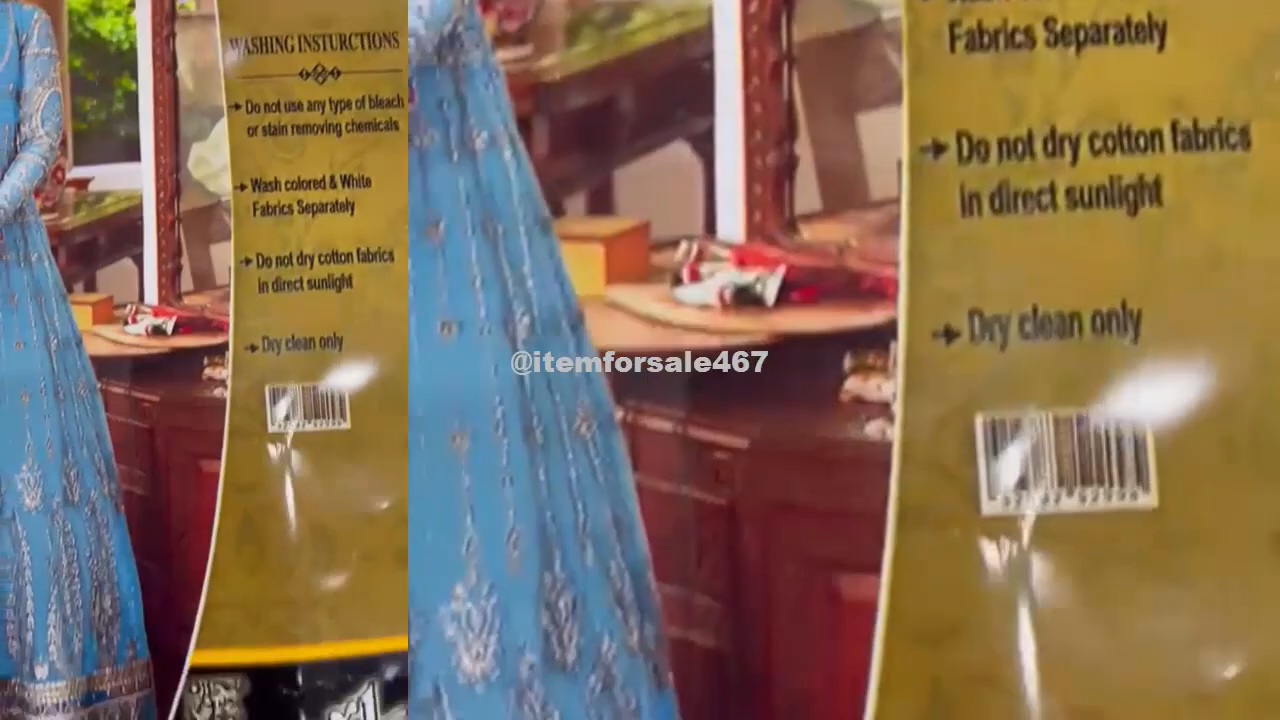 WASHING INSTURCTIONS
Do not use any type of bleach
or stain removing chemicals
Wash colored & White
Fabrics Separately
Do not dry cotton fabrics
in direct sunlight
Dry clean only
Fabrics Separately
Do not dry cotton fabrics
in direct sunlight
Dry clean only
@itemforsale467